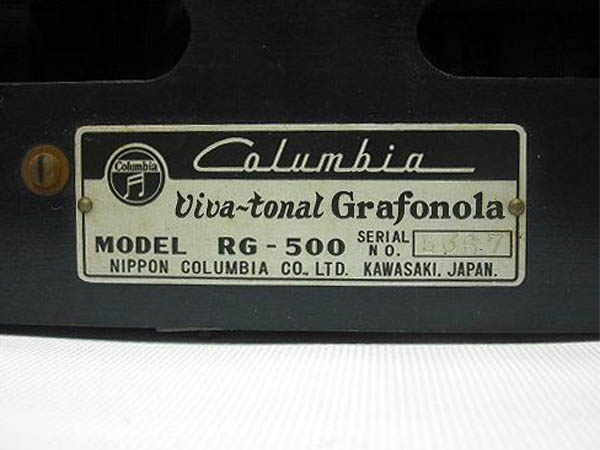 Columbia
Columbia
Viva-tonal Grafonola
MODEL RG-500 SERIAL NO.
NIPPON COLUMBIA CO., LTD. KAWASAKI, JAPAN.